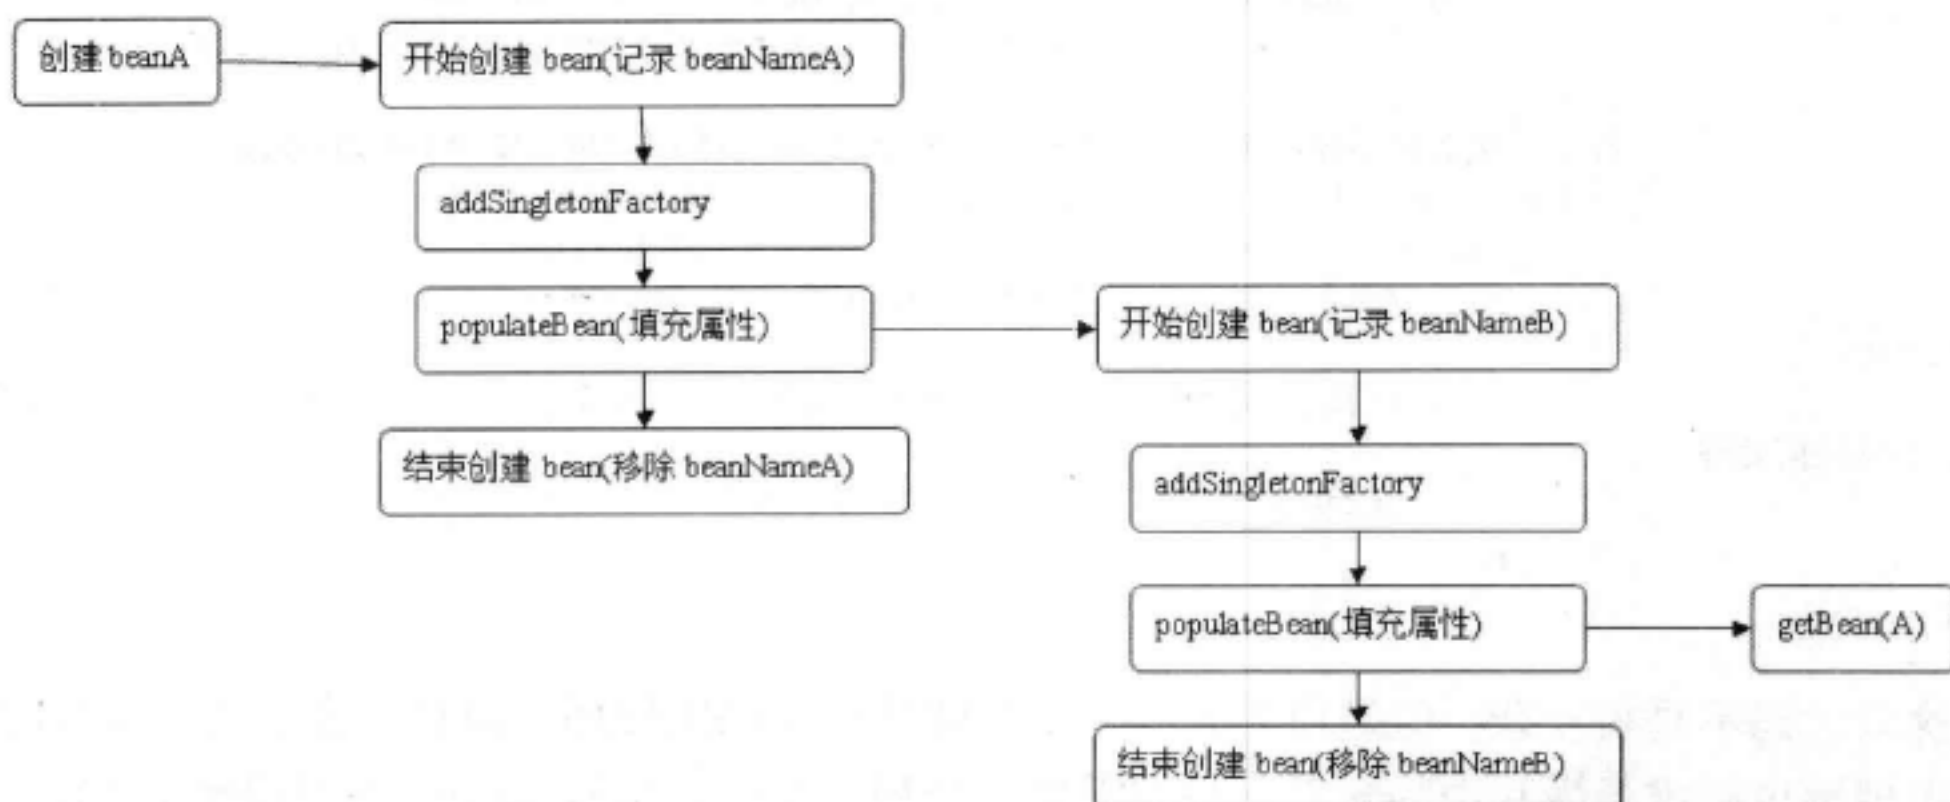 创建 beanA
开始创建 bean(记录 beanNameA)
addSingletonFactory
populateBean(填充属性)
结束创建 bean(移除 beanNameA)
开始创建 bean(记录 beanNameB)
addSingletonFactory
populateBean(填充属性)
getBean(A)
结束创建 bean(移除 beanNameB)